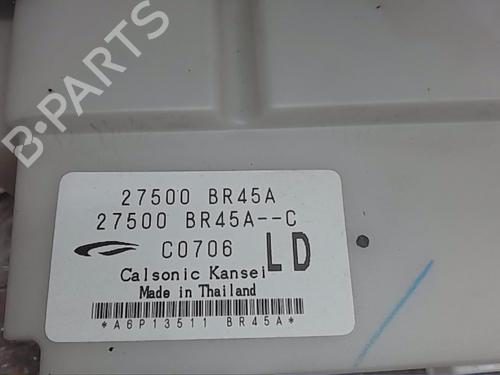 B-PARTS
27500 BR45A
27500 BR45A--C
C0706 LD
Calsonic Kansei
Made in Thailand
*A6P13511 BR45A*